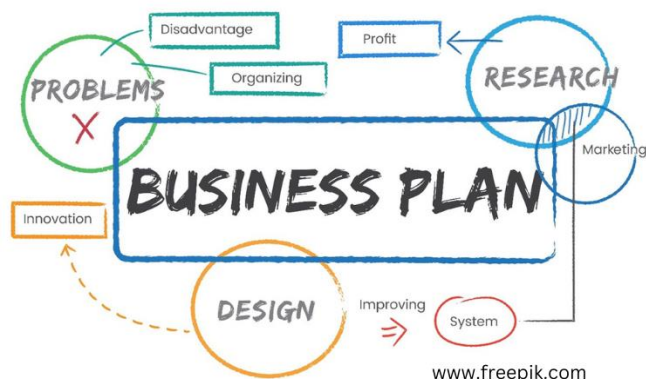 Disadvantage
Profit
PROBLEMS
Organizing
RESEARCH
Marketing
BUSINESS PLAN
Innovation
DESIGN
Improving
System
www.freepik.com